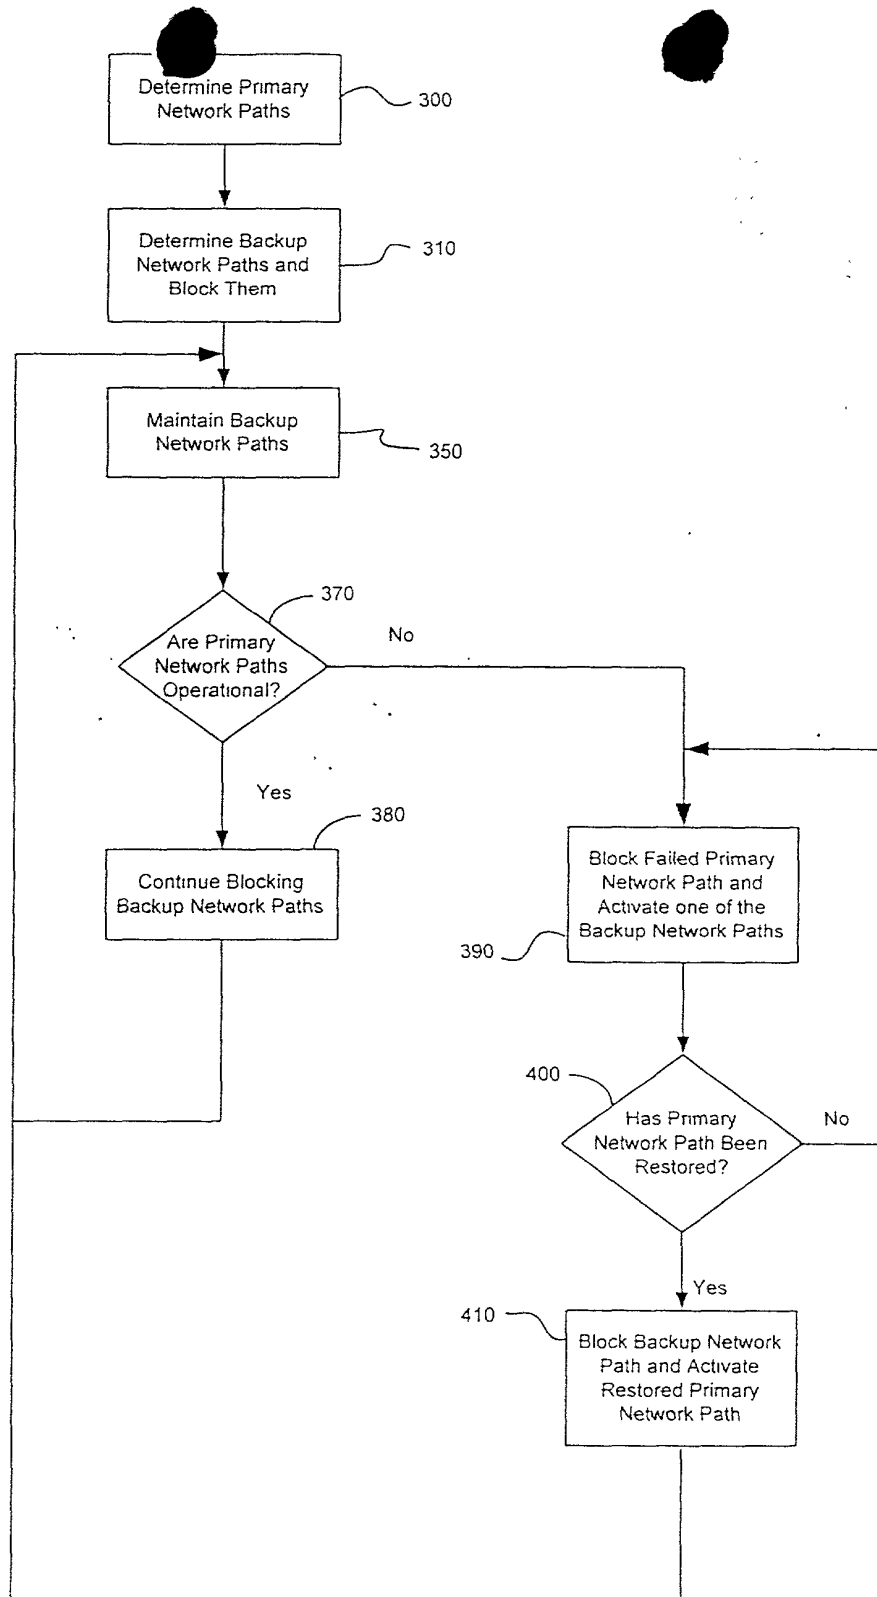 Determine Primary
Network Paths
300
Determine Backup
Network Paths and
Block Them
310
Maintain Backup
Network Paths
350
370
Are Primary
Network Paths
Operational?
No
Yes
380
Continue Blocking
Backup Network Paths
Block Failed Primary
Network Path and
Activate one of the
Backup Network Paths
390
400
Has Primary
Network Path Been
Restored?
No
Yes
410
Block Backup Network
Path and Activate
Restored Primary
Network Path